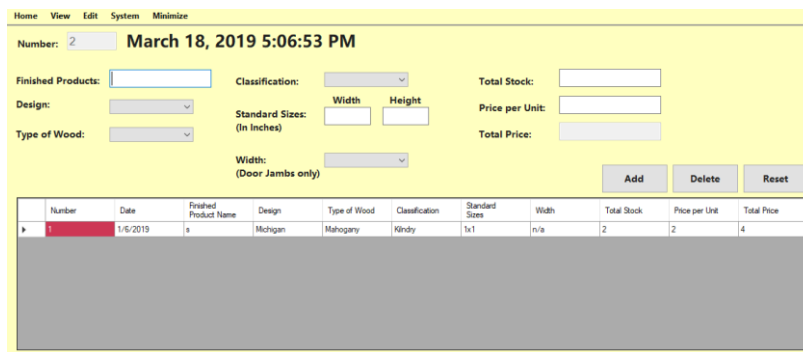 Home View Edit System Minimize
Number: 2 March 18, 2019 5:06:53 PM
Finished Products: Classification: Total Stock:
Width Height
Design: Standard Sizes: Price per Unit:
(In Inches)
Type of Wood: Total Price:
Width:
(Door Jambs only)
Add Delete Reset
Number Date Finished Product Name Design Type of Wood Classification Standard Sizes Width Total Stock Price per Unit Total Price
1 1/6/2019 s Michigan Mahogany Kilndry 1x1 n/a 2 2 4